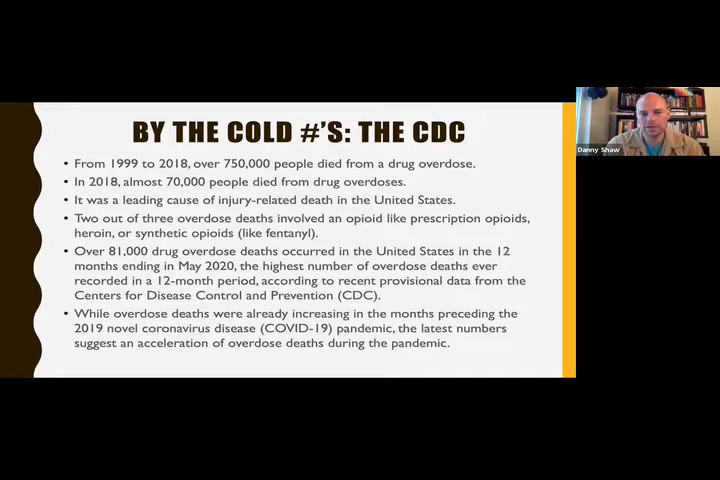 BY THE COLD #'S: THE CDC
• From 1999 to 2018, over 750,000 people died from a drug overdose.
• In 2018, almost 70,000 people died from drug overdoses.
• It was a leading cause of injury-related death in the United States.
• Two out of three overdose deaths involved an opioid like prescription opioids,
heroin, or synthetic opioids (like fentanyl).
• Over 81,000 drug overdose deaths occurred in the United States in the 12
months ending in May 2020, the highest number of overdose deaths ever
recorded in a 12-month period, according to recent provisional data from the
Centers for Disease Control and Prevention (CDC).
• While overdose deaths were already increasing in the months preceding the
2019 novel coronavirus disease (COVID-19) pandemic, the latest numbers
suggest an acceleration of overdose deaths during the pandemic.
Danny Shaw